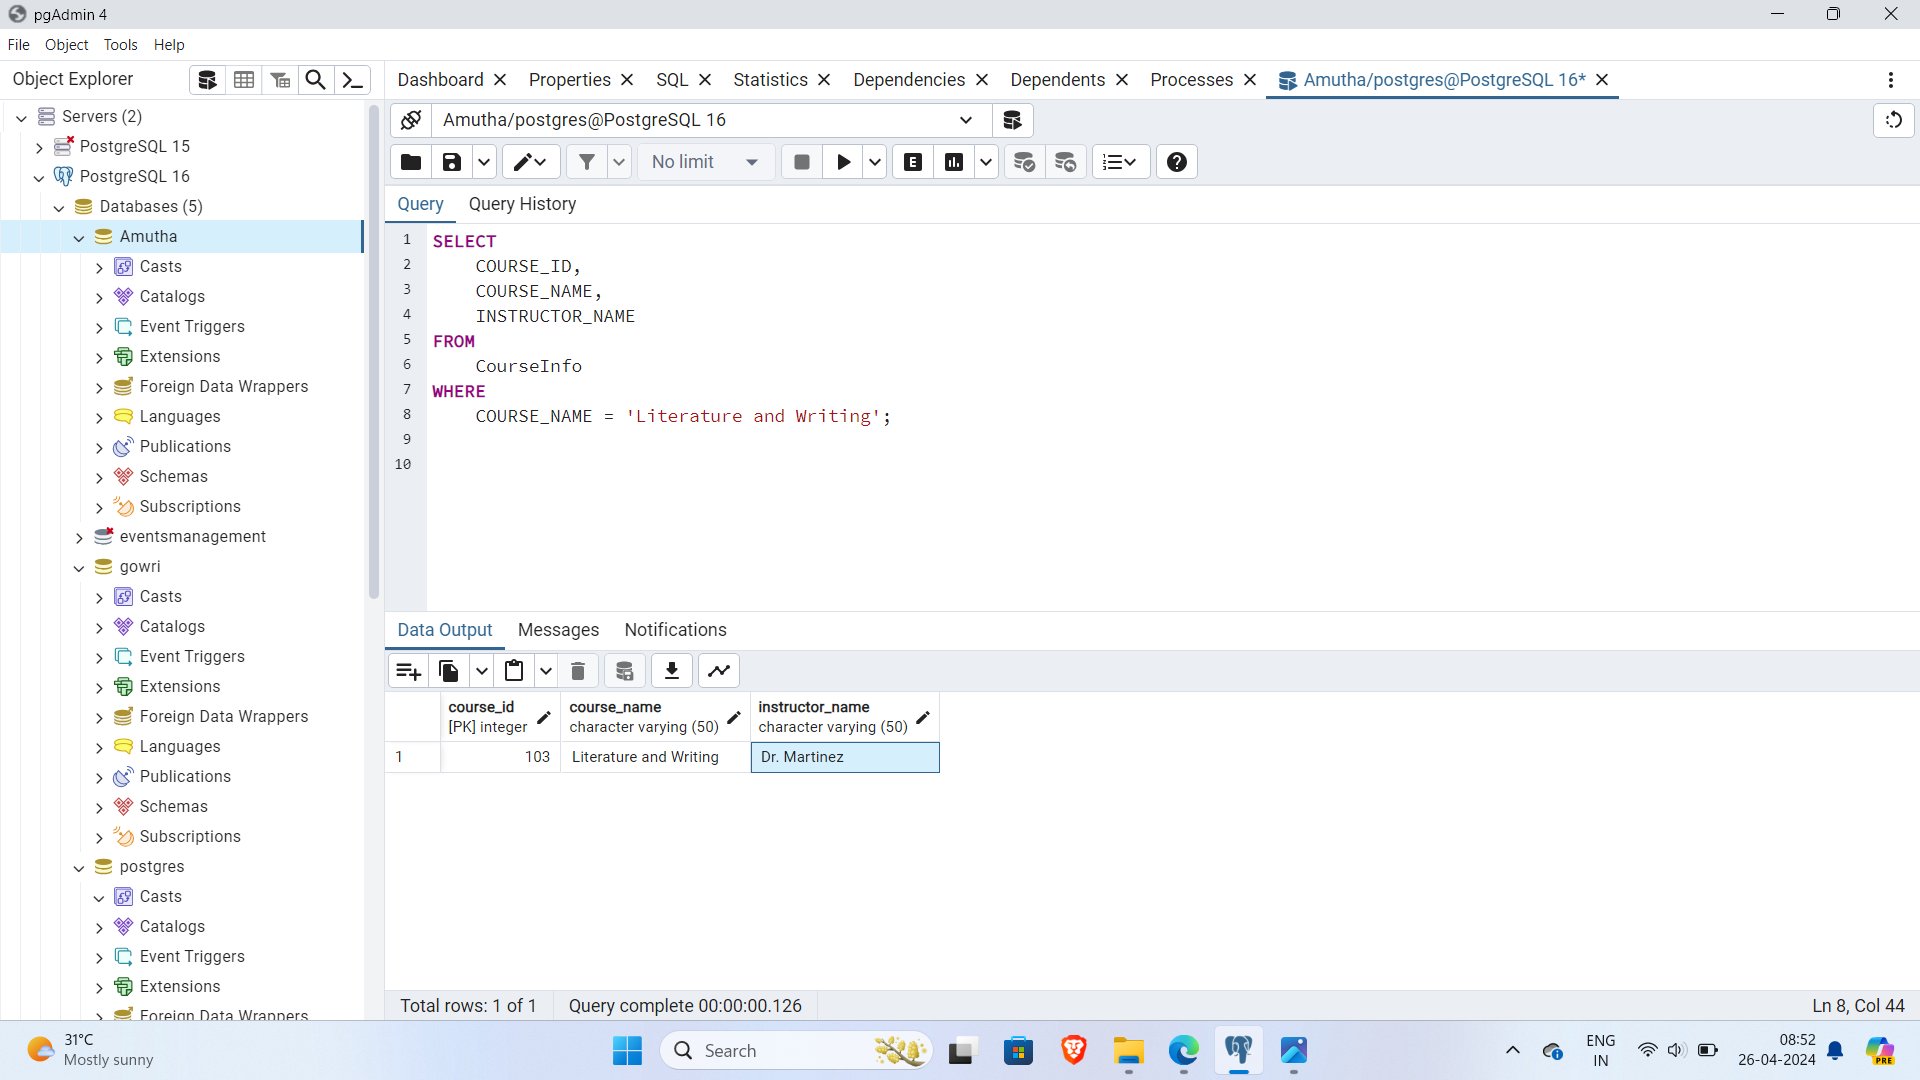 pgAdmin 4
File Object Tools Help
Object Explorer
Dashboard Properties SQL Statistics Dependencies Dependents Processes Amutha/postgres@PostgreSQL 16*
Servers (2)
PostgreSQL 15
PostgreSQL 16
Databases (5)
Amutha
Casts
Catalogs
Event Triggers
Extensions
Foreign Data Wrappers
Languages
Publications
Schemas
Subscriptions
eventsmanagement
gowri
Casts
Catalogs
Event Triggers
Extensions
Foreign Data Wrappers
Languages
Publications
Schemas
Subscriptions
postgres
Casts
Catalogs
Event Triggers
Extensions
Foreign Data Wrappers
Amutha/postgres@PostgreSQL 16
No limit
E
Query Query History
1 SELECT
2 COURSE_ID,
3 COURSE_NAME,
4 INSTRUCTOR_NAME
5 FROM
6 CourseInfo
7 WHERE
8 COURSE_NAME = 'Literature and Writing';
9
10
Data Output Messages Notifications
course_id course_name instructor_name
[PK] integer character varying (50) character varying (50)
1 103 Literature and Writing Dr. Martinez
Total rows: 1 of 1 Query complete 00:00:00.126 Ln 8, Col 44
31°C
Mostly sunny
Search
ENG
IN
08:52
26-04-2024
PRE